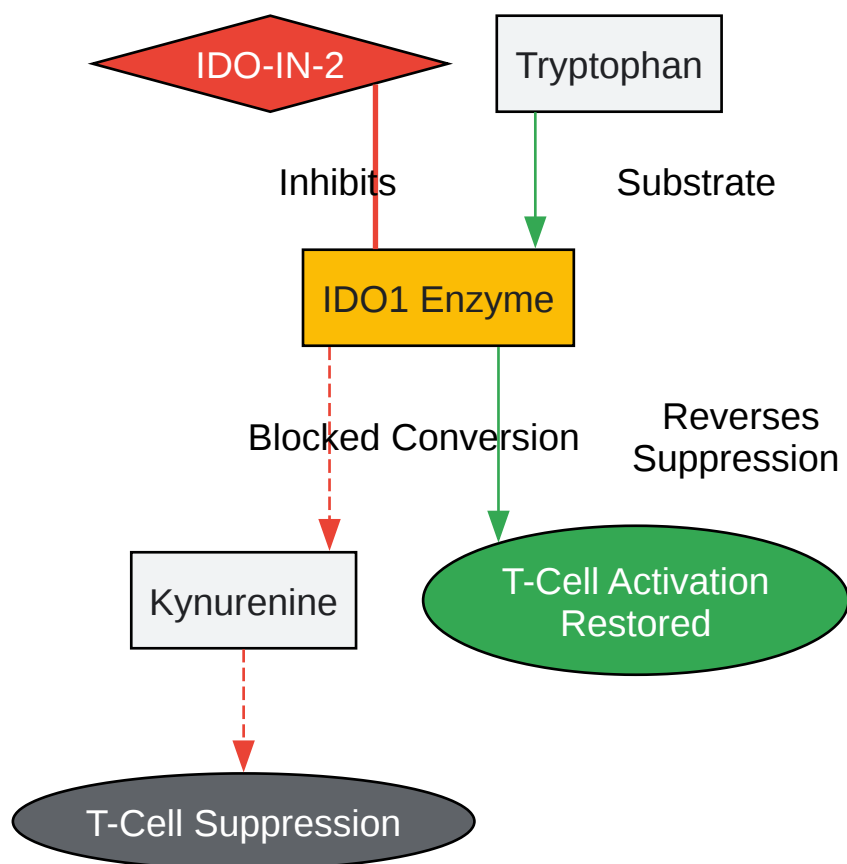 IDO-IN-2
Tryptophan
Inhibits
Substrate
IDO1 Enzyme
Blocked Conversion
Reverses
Suppression
Kynurenine
T-Cell Activation
Restored
T-Cell Suppression